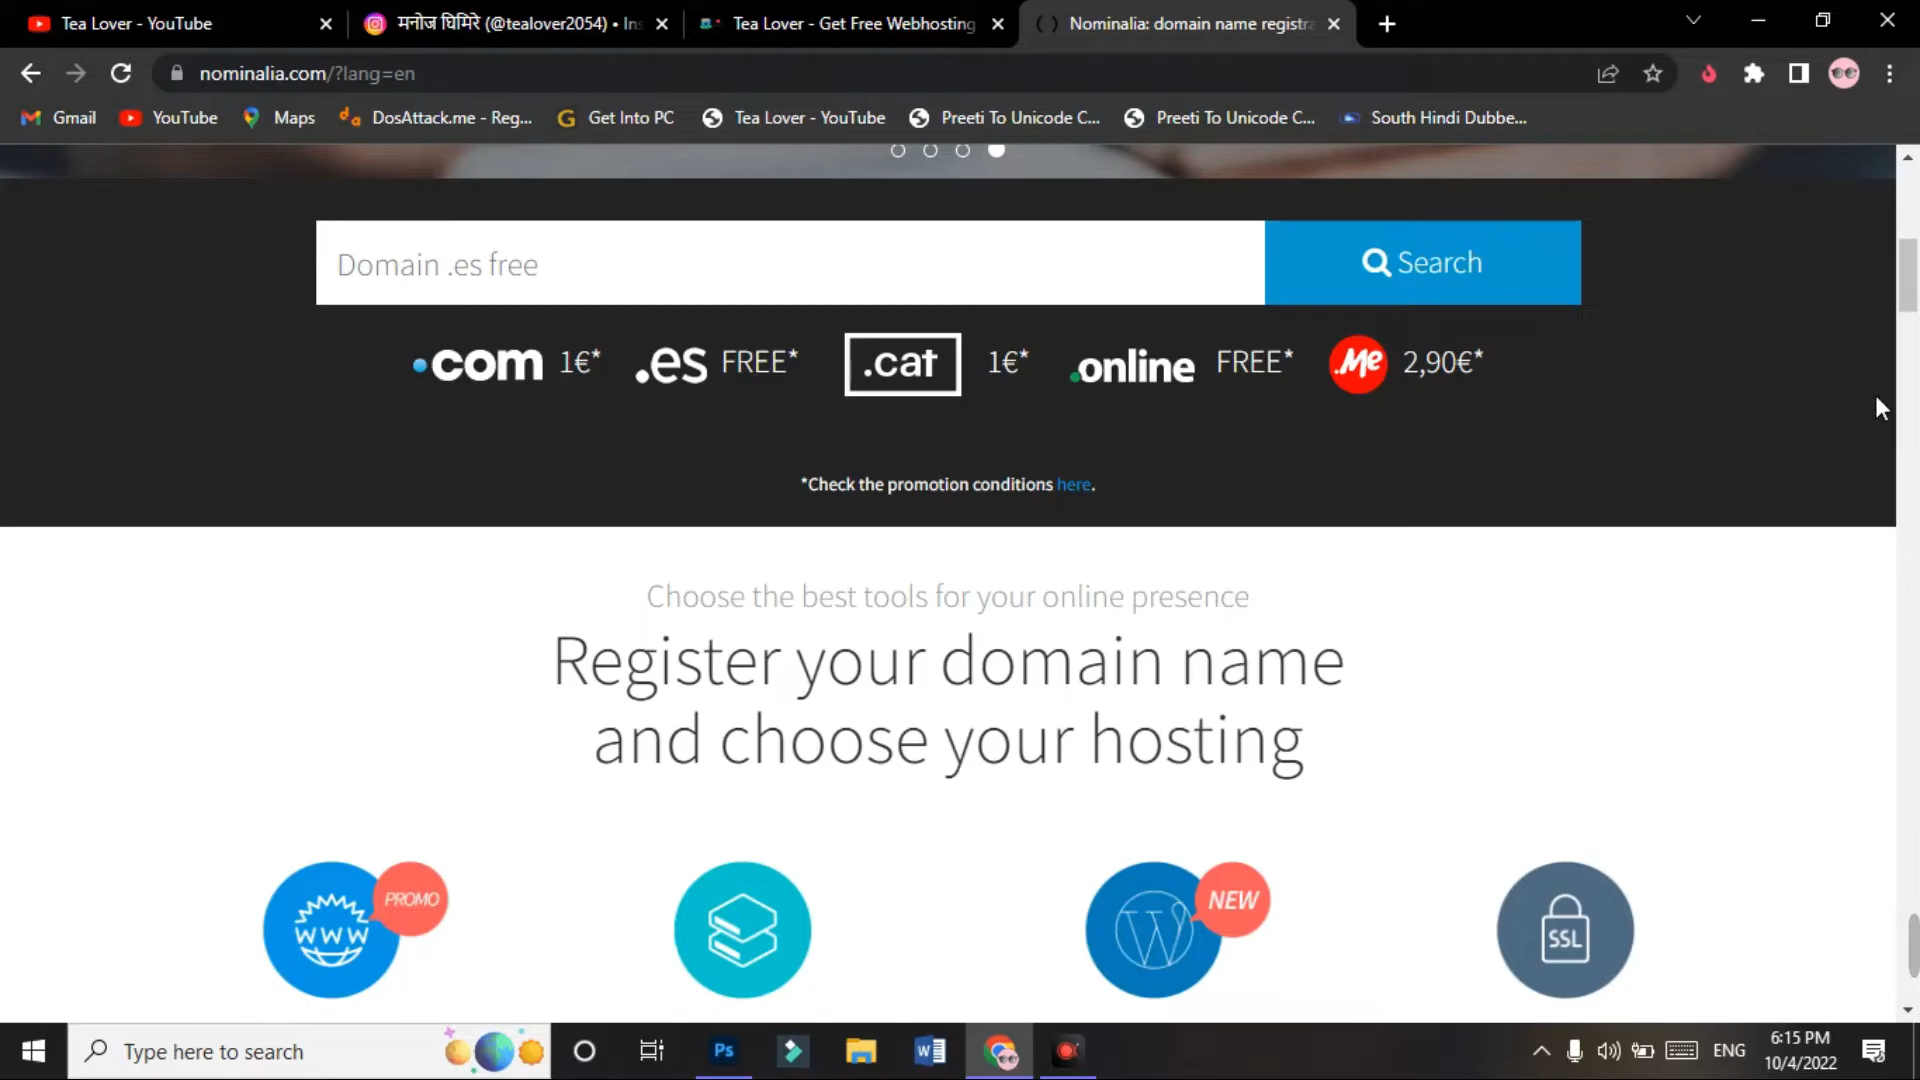 Tea Lover - YouTube
मनोज घिमिरे (@tealover2054) • Ins
Tea Lover - Get Free Webhosting
Nominalia: domain name registra
nominalia.com/?lang=en
Gmail
YouTube
Maps
DosAttack.me - Reg...
Get Into PC
Tea Lover - YouTube
Preeti To Unicode C...
Preeti To Unicode C...
South Hindi Dubbe...
Domain .es free
Search
.com 1€*
.es FREE*
.cat 1€*
.online FREE*
.Me 2,90€*
*Check the promotion conditions here.
Choose the best tools for your online presence
Register your domain name
and choose your hosting
WWW
PROMO
W
NEW
SSL
Type here to search
Ps
W
ENG
6:15 PM
10/4/2022